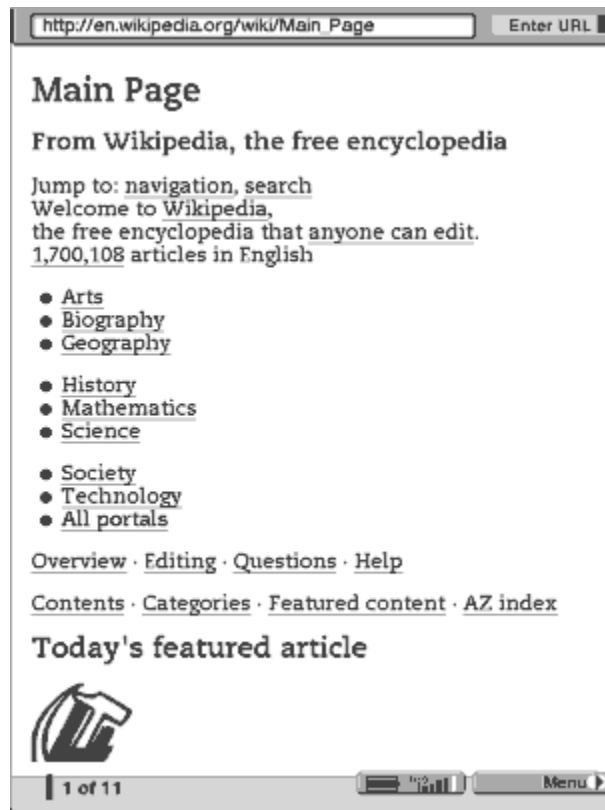 http://en.wikipedia.org/wiki/Main_Page Enter URL
Main Page
From Wikipedia, the free encyclopedia
Jump to: navigation, search
Welcome to Wikipedia,
the free encyclopedia that anyone can edit.
1,700,108 articles in English
Arts
Biography
Geography
History
Mathematics
Science
Society
Technology
All portals
Overview · Editing · Questions · Help
Contents · Categories · Featured content · AZ index
Today's featured article
1 of 11 Menu